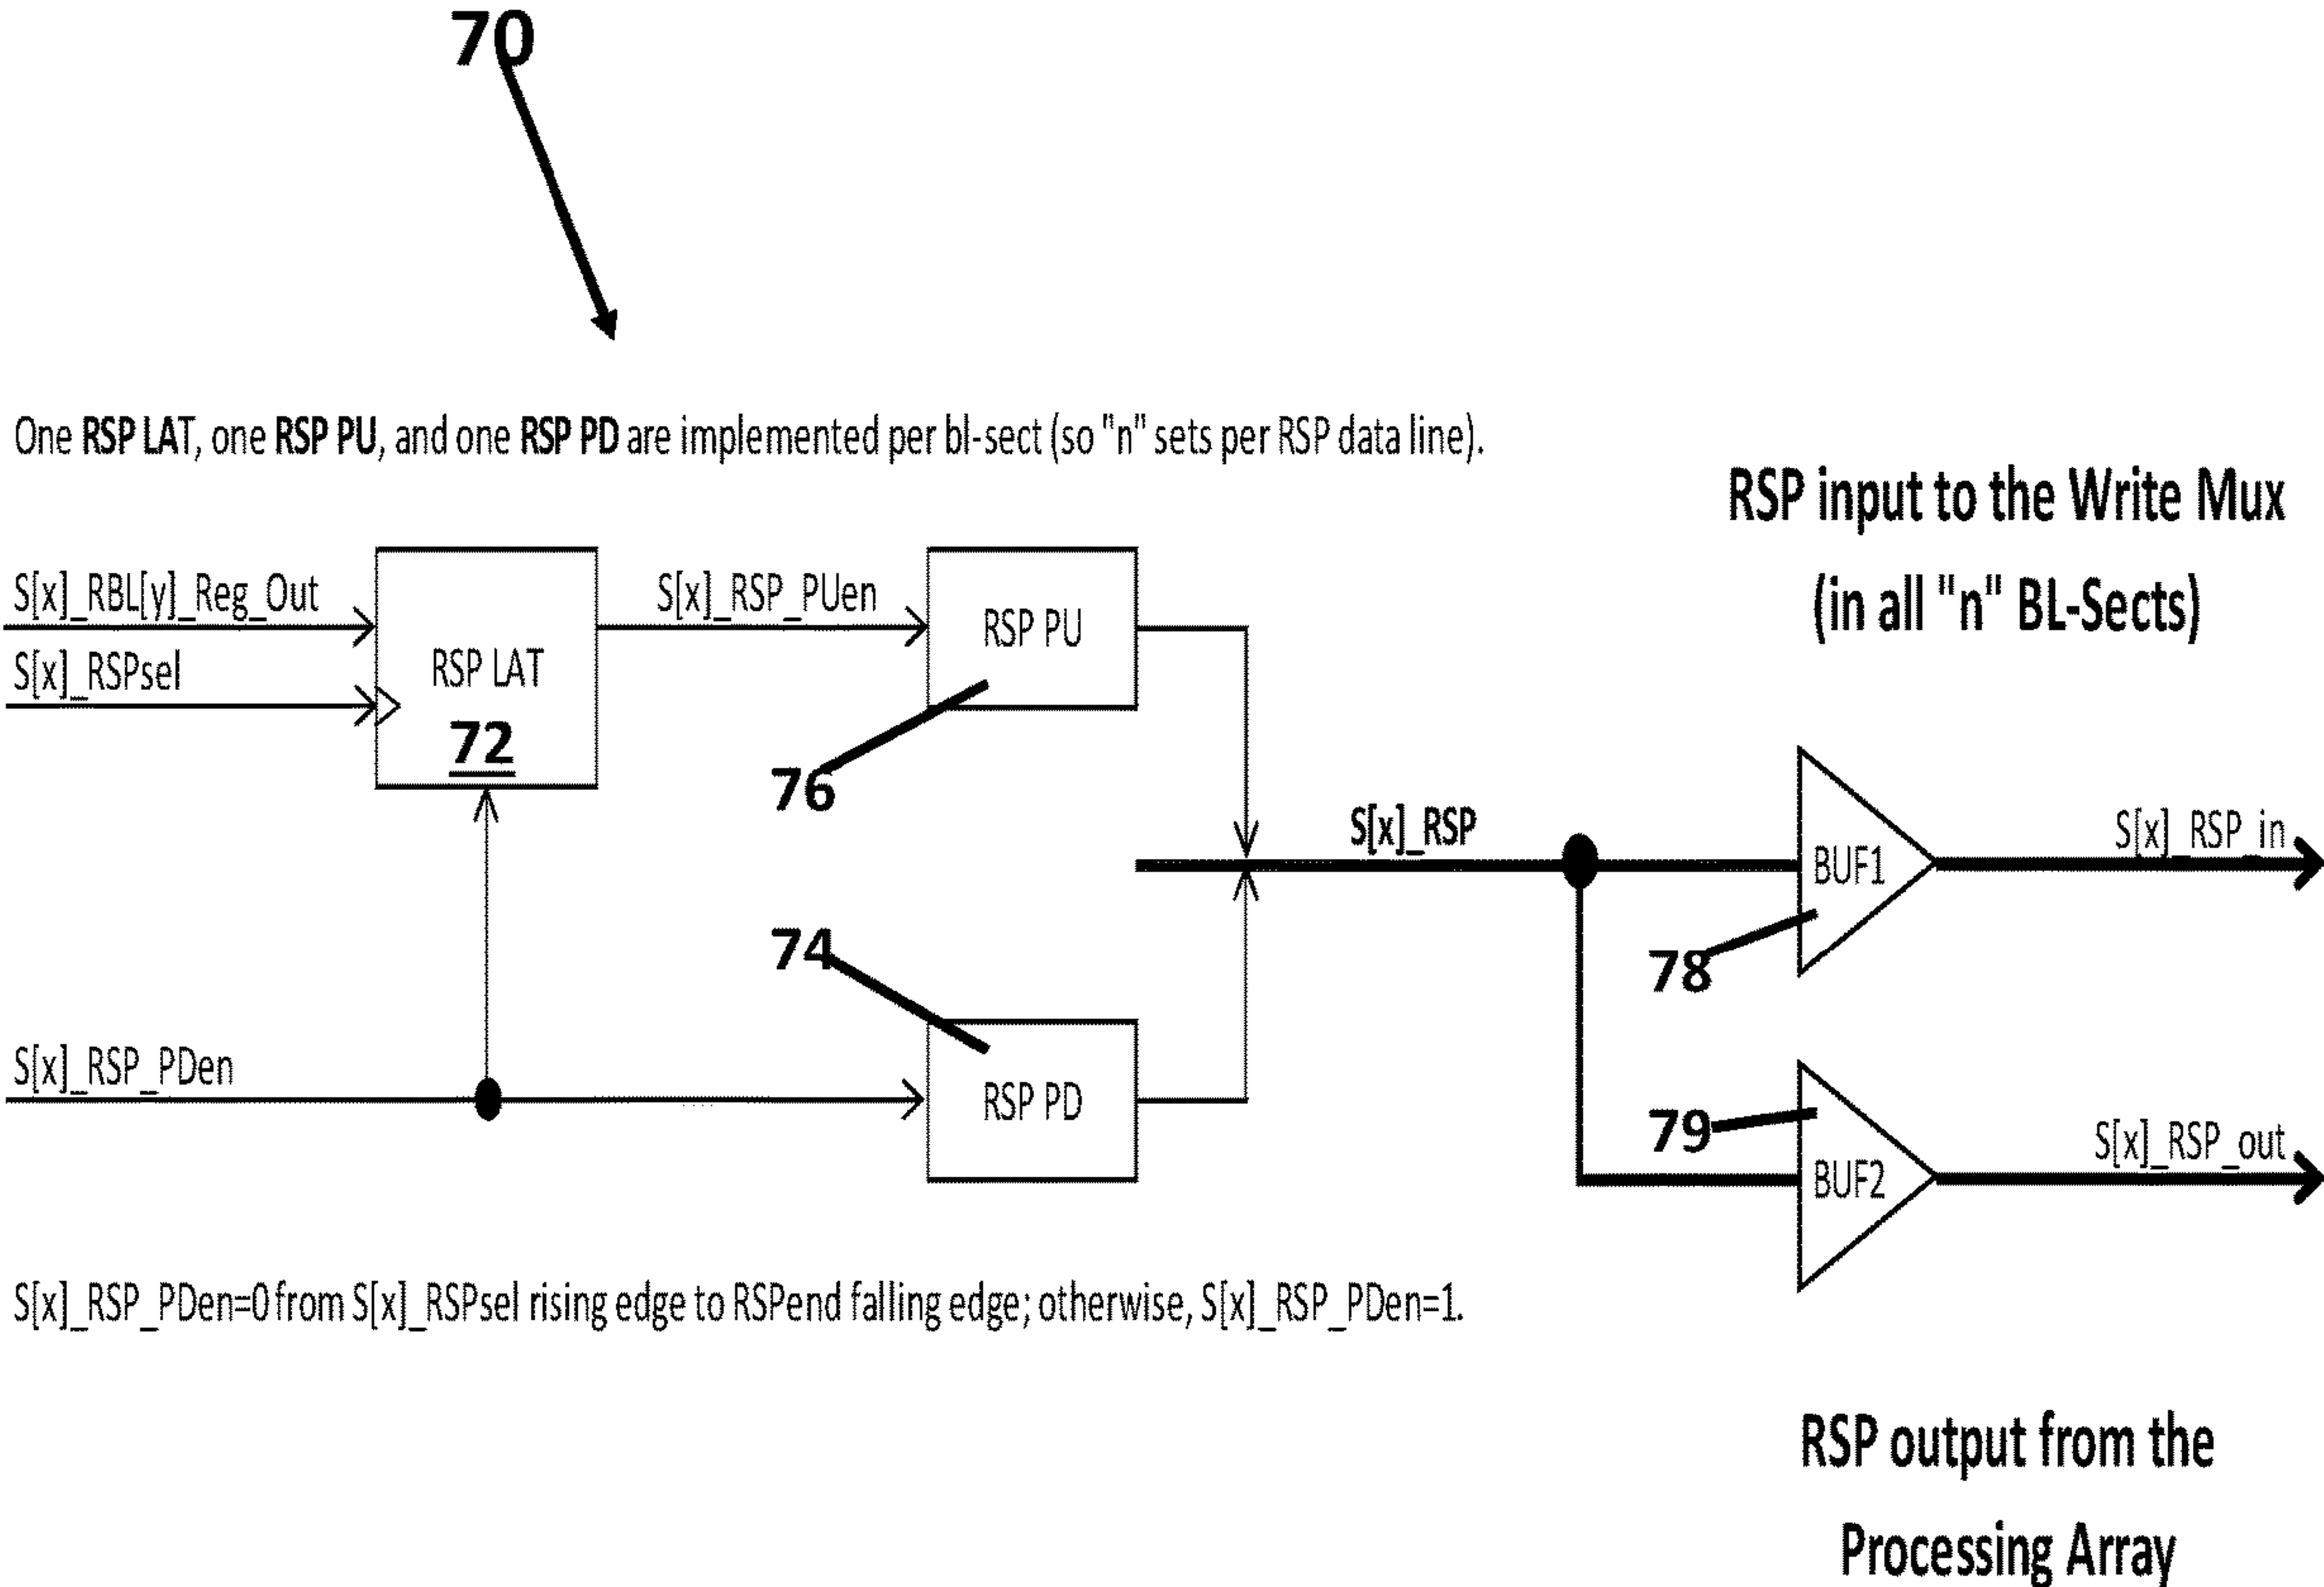 70
One RSP LAT, one RSP PU, and one RSP PD are implemented per bl-sect (so "n" sets per RSP data line).
RSP input to the Write Mux
(in all "n" BL-Sects)
S[x]_RBL[y]_Reg_Out
S[x]_RSPsel
RSP LAT
72
S[x]_RSP_PUen
RSP PU
76
S[x]_RSP
BUF1
78
S[x]_RSP_in
74
S[x]_RSP_PDen
RSP PD
79
BUF2
S[x]_RSP_out
S[x]_RSP_PDen=0 from S[x]_RSPsel rising edge to RSPend falling edge; otherwise, S[x]_RSP_PDen=1.
RSP output from the
Processing Array